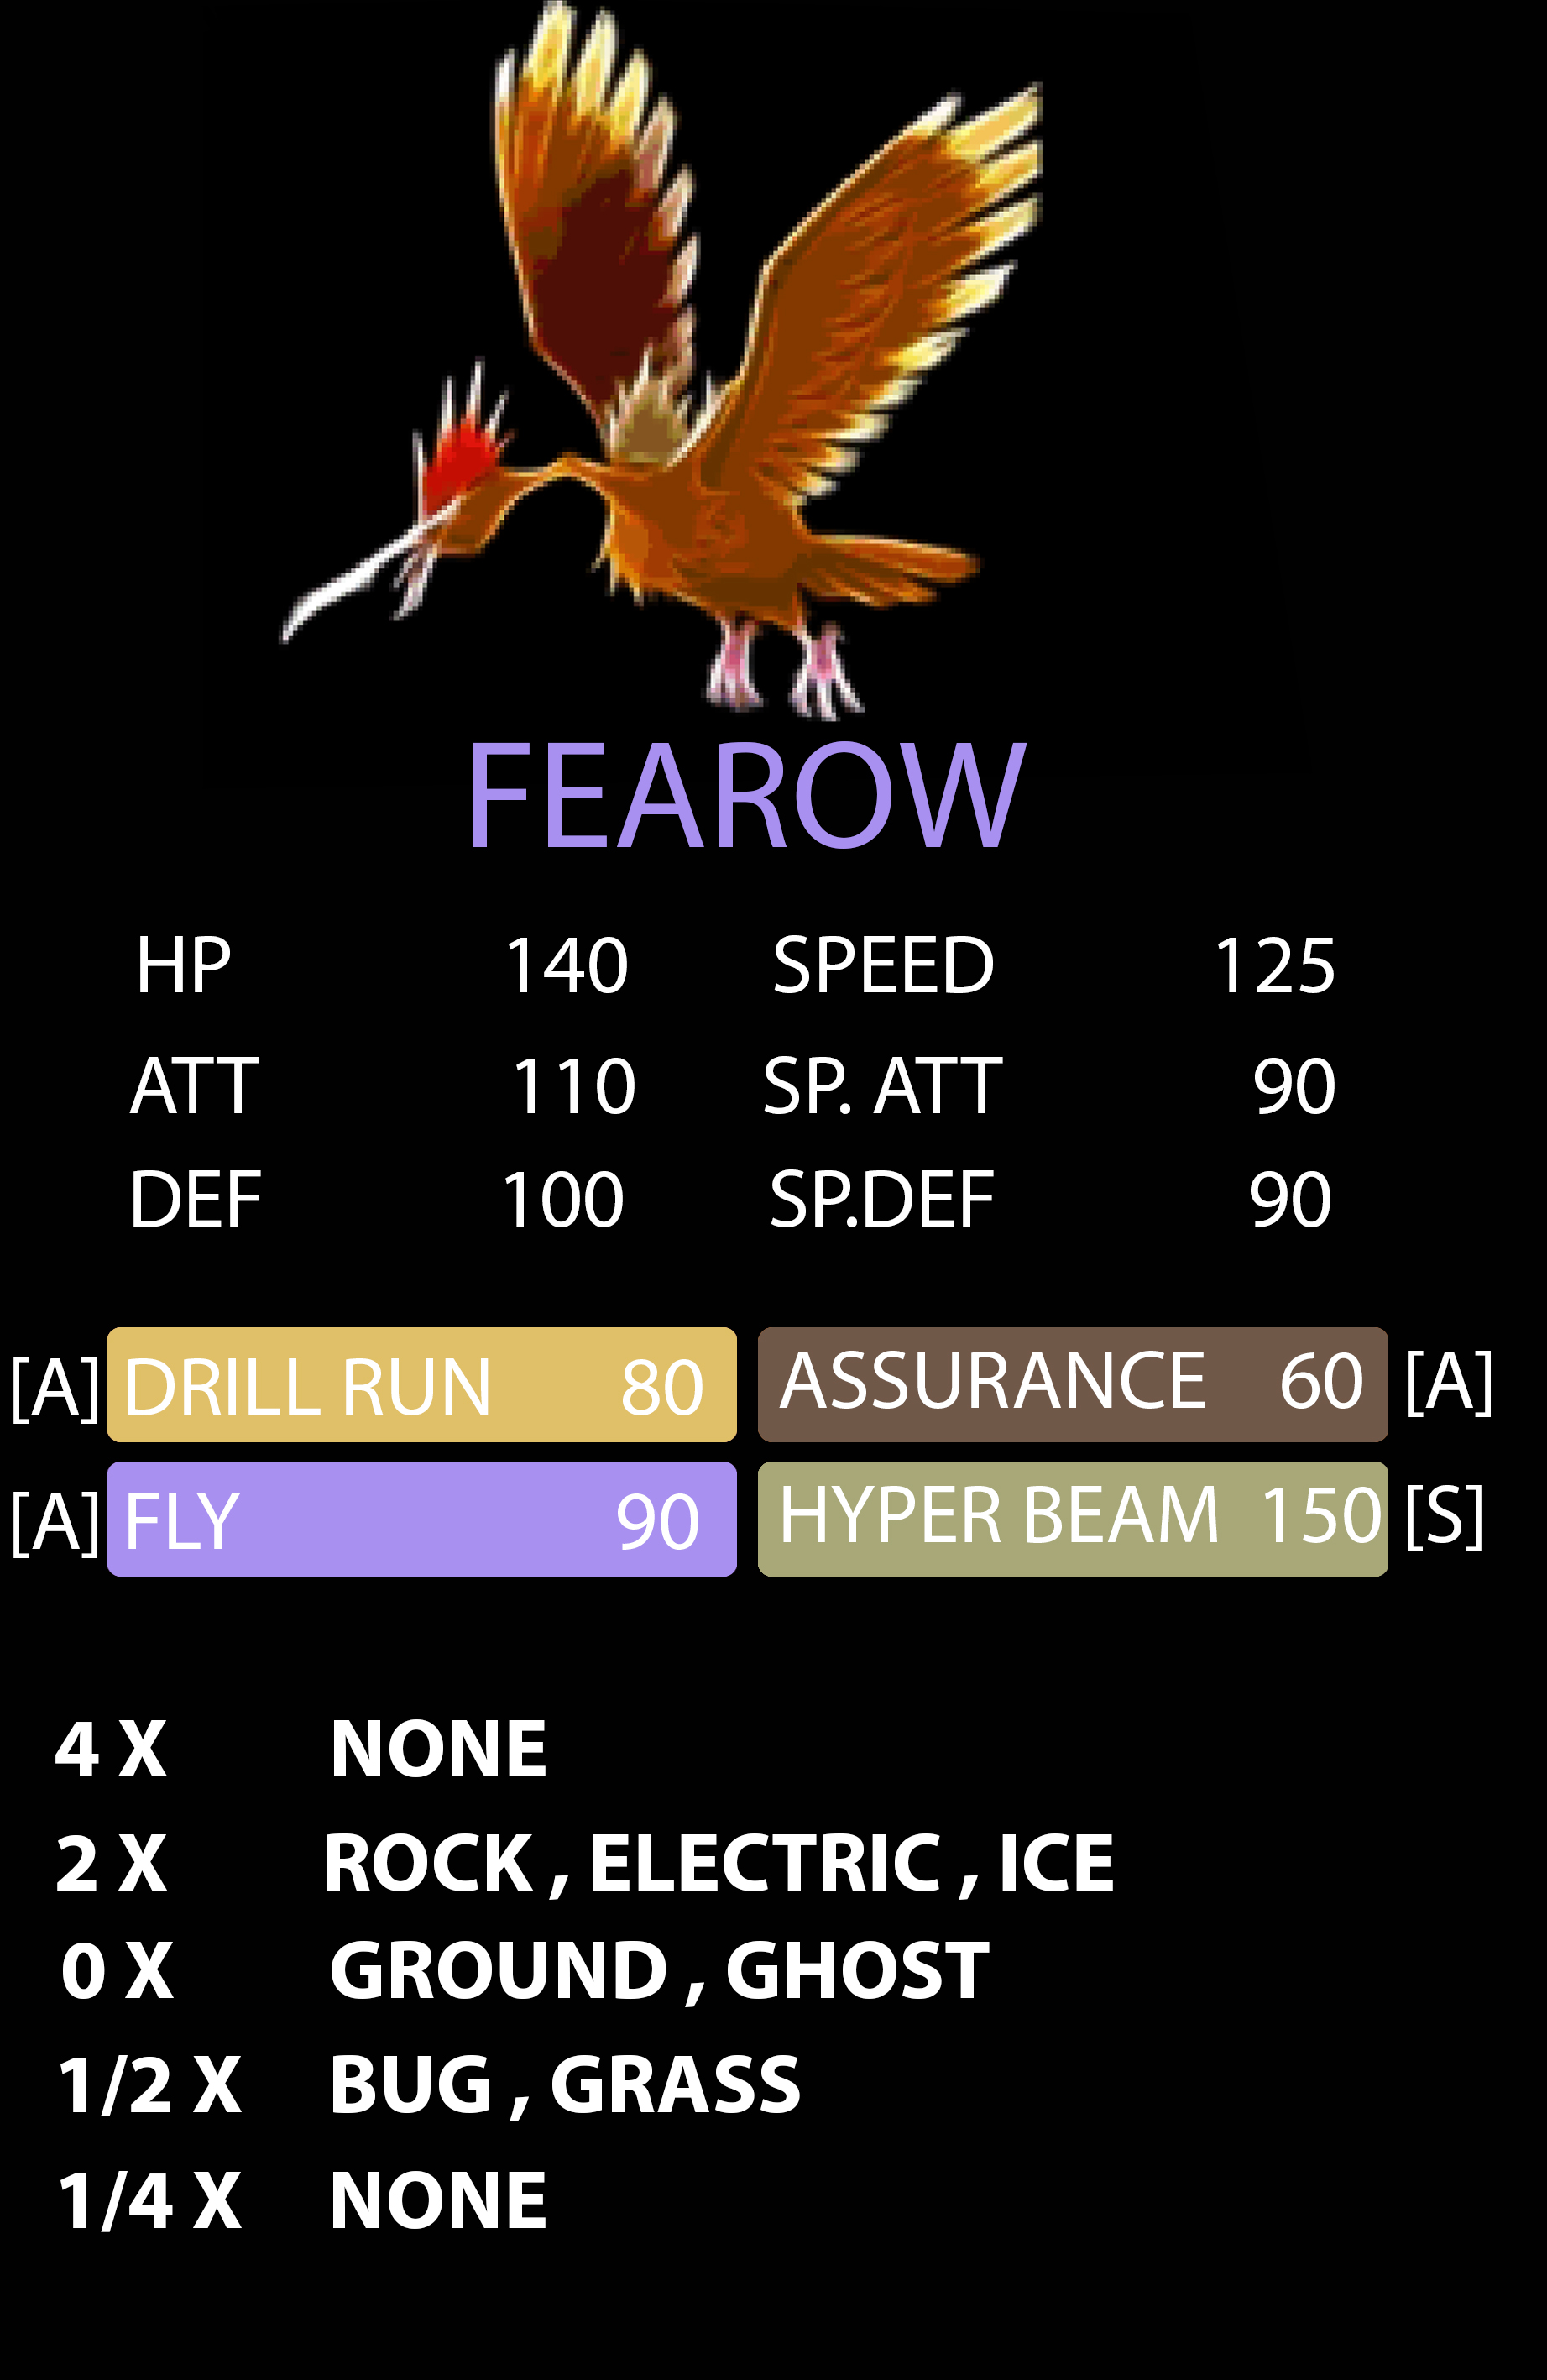 FEAROW
HP 140 SPEED 125
ATT 110 SP. ATT 90
DEF 100 SP.DEF 90
[A] DRILL RUN 80 ASSURANCE 60 [A]
[A] FLY 90 HYPER BEAM 150 [S]
4 X NONE
2 X ROCK , ELECTRIC , ICE
0 X GROUND , GHOST
1/2 X BUG , GRASS
1/4 X NONE